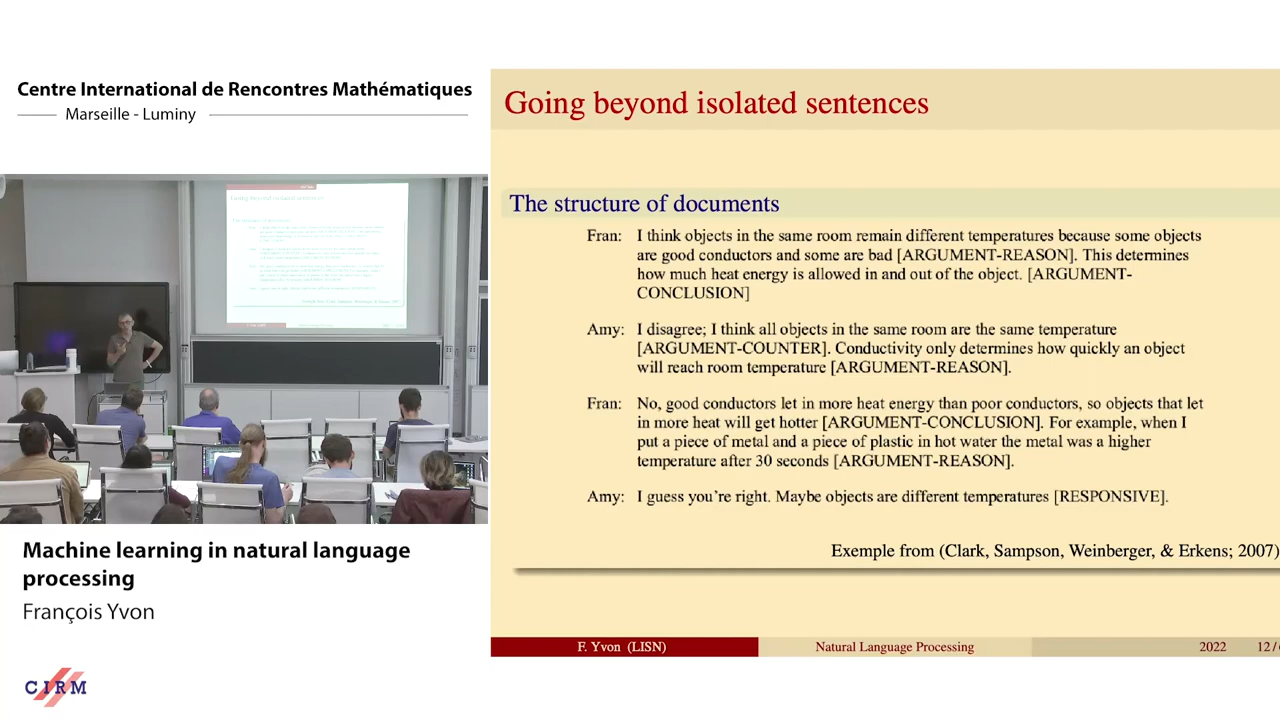 Centre International de Rencontres Mathématiques
Marseille - Luminy
Going beyond isolated sentences
The structure of documents
Fran: I think objects in the same room remain different temperatures because some objects
are good conductors and some are bad [ARGUMENT-REASON]. This determines
how much heat energy is allowed in and out of the object. [ARGUMENT-
CONCLUSION]
Amy: I disagree; I think all objects in the same room are the same temperature
[ARGUMENT-COUNTER]. Conductivity only determines how quickly an object
will reach room temperature [ARGUMENT-REASON].
Fran: No, good conductors let in more heat energy than poor conductors, so objects that let
in more heat will get hotter [ARGUMENT-CONCLUSION]. For example, when I
put a piece of metal and a piece of plastic in hot water the metal was a higher
temperature after 30 seconds [ARGUMENT-REASON].
Amy: I guess you're right. Maybe objects are different temperatures [RESPONSIVE].
Exemple from (Clark, Sampson, Weinberger, & Erkens; 2007)
F. Yvon (LISN) Natural Language Processing 2022 12 /
Machine learning in natural language
processing
François Yvon
CIRM